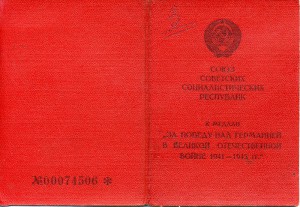 СОЮЗ
СОВЕТСКИХ
СОЦИАЛИСТИЧЕСКИХ
РЕСПУБЛИК
К МЕДАЛИ
"ЗА ПОБЕДУ НАД ГЕРМАНИЕЙ
В ВЕЛИКОЙ ОТЕЧЕСТВЕННОЙ
ВОЙНЕ 1941—1945 гг."
№00074506 ✻